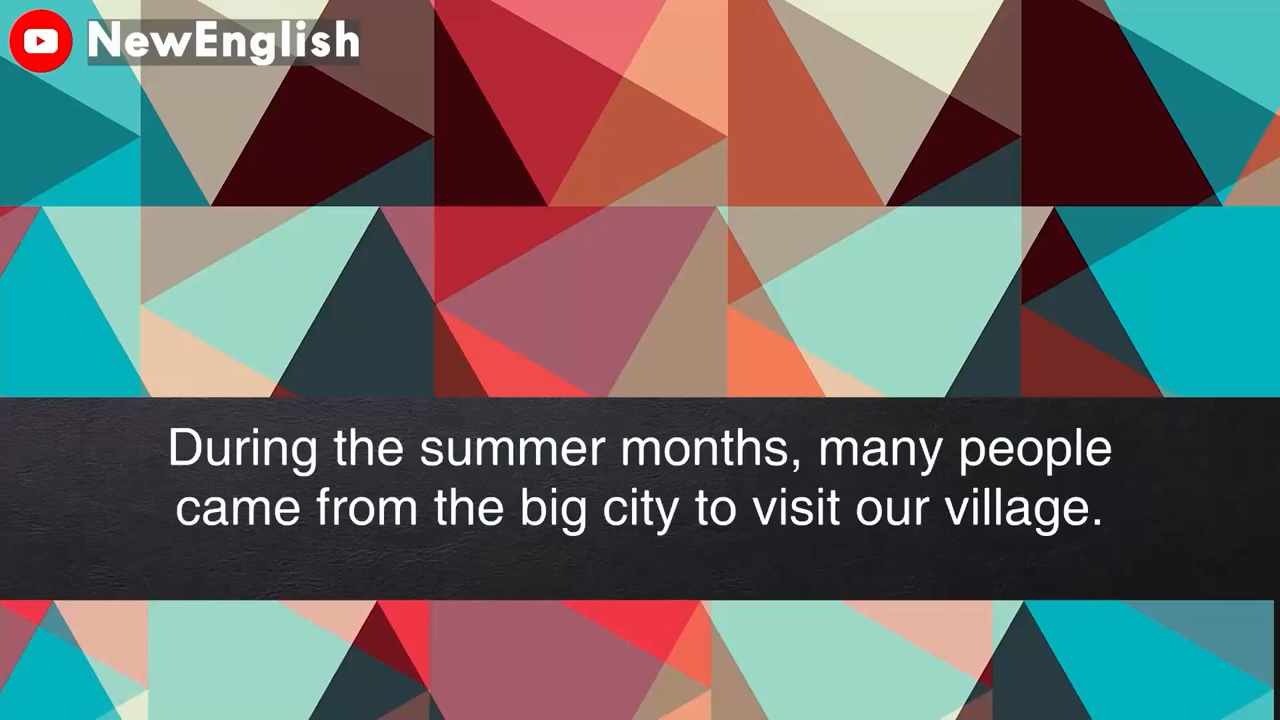 NewEnglish
During the summer months, many people
came from the big city to visit our village.